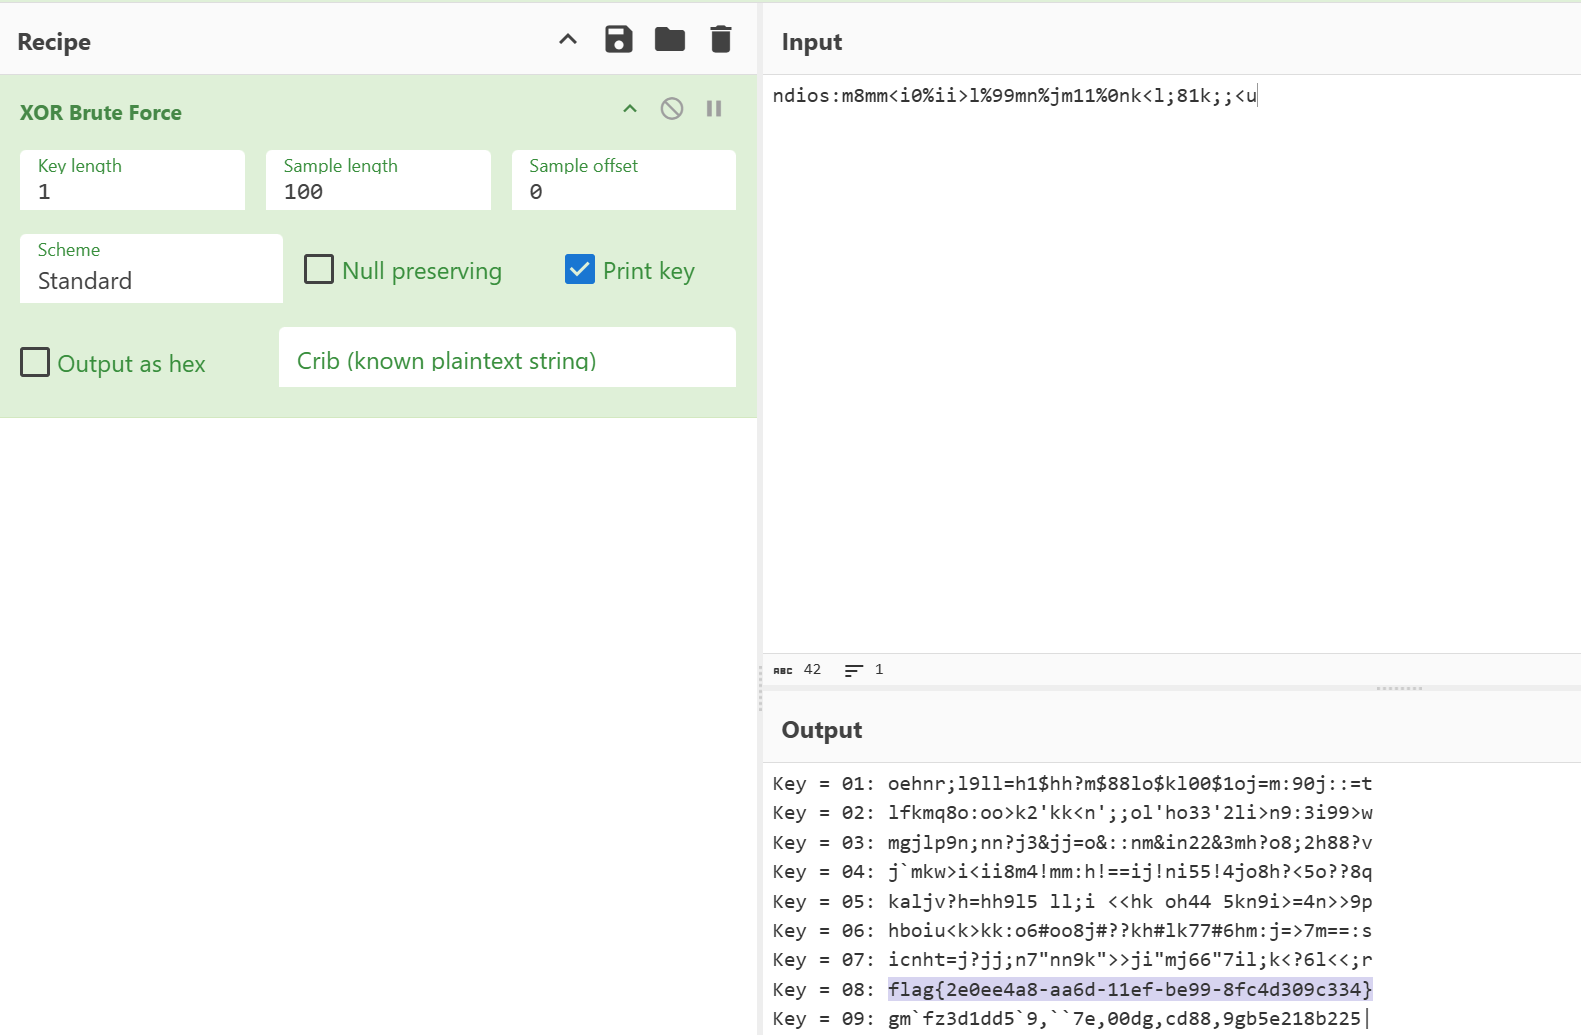 Recipe
XOR Brute Force
Key length
1
Sample length
100
Sample offset
0
Scheme
Standard
Null preserving
Print key
Output as hex
Crib (known plaintext string)
Input
ndios:m8mm<i0%ii>l%99mn%jm11%0nk<l;81k;;<u
ABC 42 1
Output
Key = 01: oehnr;l9ll=h1$hh?m$88lo$kl00$1oj=m:90j::=t
Key = 02: lfkmq8o:oo>k2'kk<n';;ol'ho33'2li>n9:3i99>w
Key = 03: mgjlp9n;nn?j3&jj=o&::nm&in22&3mh?o8;2h88?v
Key = 04: j`mkw>i<ii8m4!mm:h!==ij!ni55!4jo8h?<5o??8q
Key = 05: kaljv?h=hh9l5 ll;i <<hk oh44 5kn9i>=4n>>9p
Key = 06: hboiu<k>kk:o6#oo8j#??kh#lk77#6hm:j=>7m==:s
Key = 07: icnht=j?jj;n7"nn9k">>ji"mj66"7il;k<?6l<<;r
Key = 08: flag{2e0ee4a8-aa6d-11ef-be99-8fc4d309c334}
Key = 09: gm`fz3d1dd5`9,``7e,00dg,cd88,9gb5e218b225|